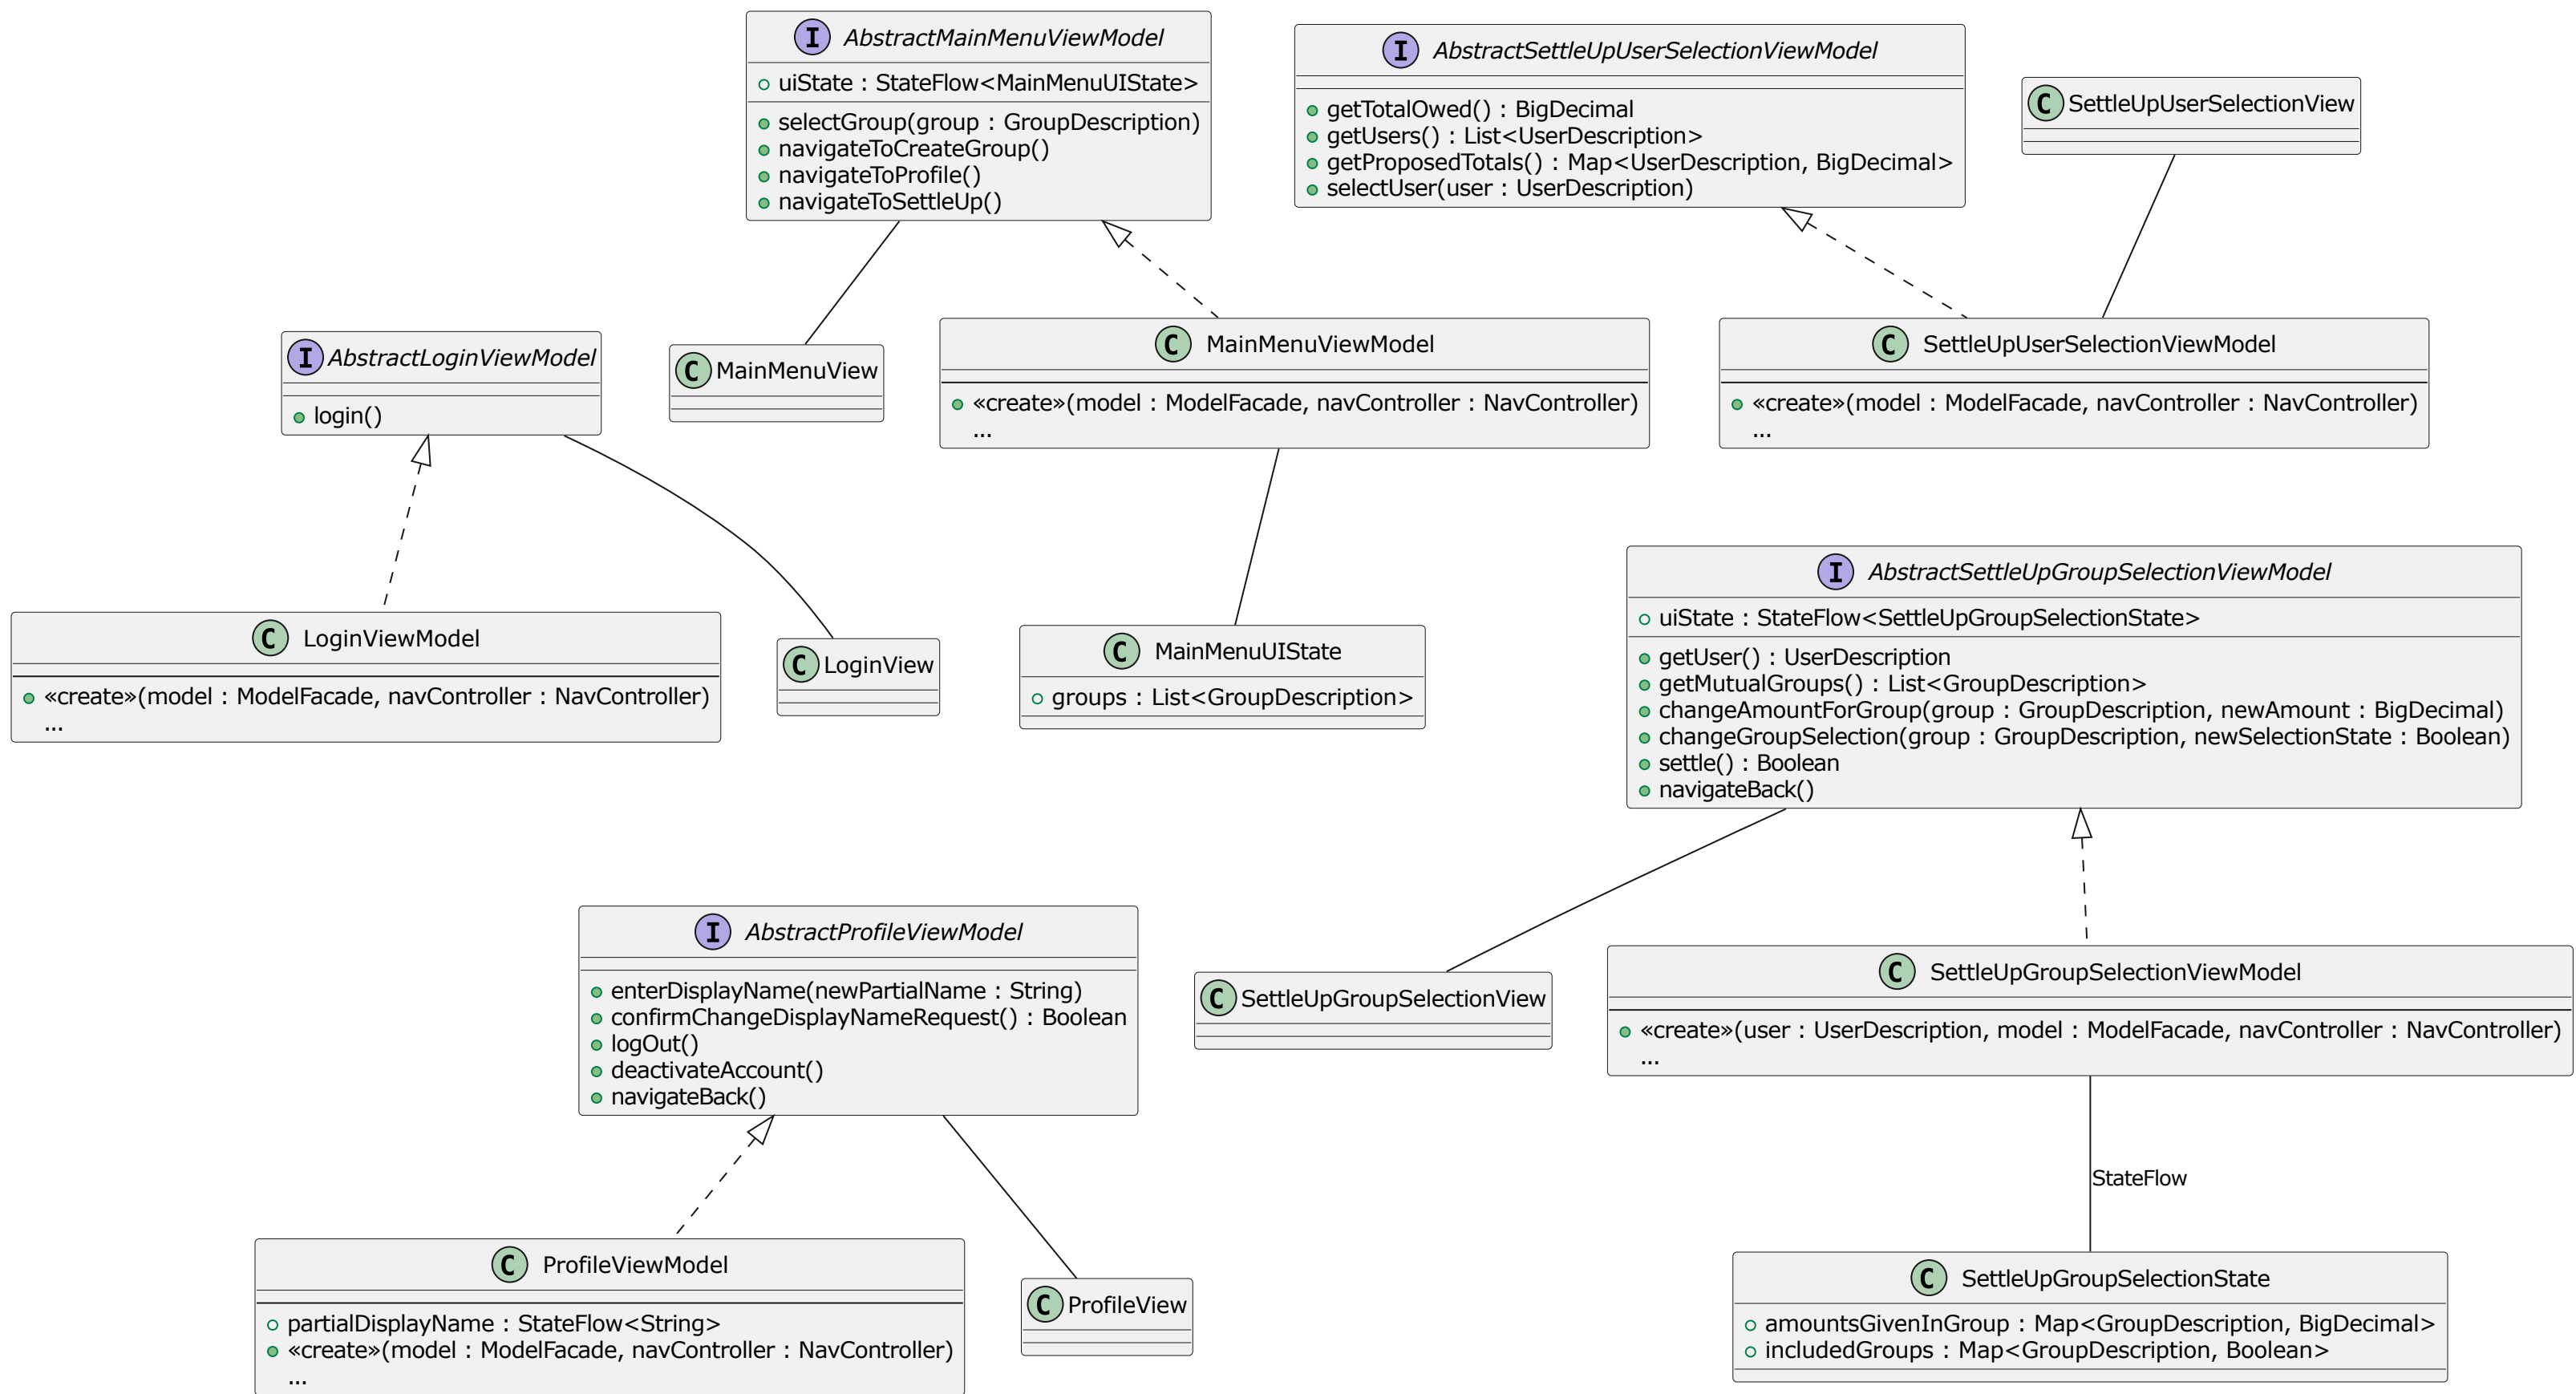 I AbstractMainMenuViewModel
uiState : StateFlow<MainMenuUIState>
selectGroup(group : GroupDescription)
navigateToCreateGroup()
navigateToProfile()
navigateToSettleUp()
I AbstractSettleUpUserSelectionViewModel
getTotalOwed() : BigDecimal
getUsers() : List<UserDescription>
getProposedTotals() : Map<UserDescription, BigDecimal>
selectUser(user : UserDescription)
C SettleUpUserSelectionView
I AbstractLoginViewModel
login()
C MainMenuView
C MainMenuViewModel
«create»(model : ModelFacade, navController : NavController)
...
C SettleUpUserSelectionViewModel
«create»(model : ModelFacade, navController : NavController)
...
C LoginViewModel
«create»(model : ModelFacade, navController : NavController)
...
C LoginView
C MainMenuUIState
groups : List<GroupDescription>
I AbstractSettleUpGroupSelectionViewModel
uiState : StateFlow<SettleUpGroupSelectionState>
getUser() : UserDescription
getMutualGroups() : List<GroupDescription>
changeAmountForGroup(group : GroupDescription, newAmount : BigDecimal)
changeGroupSelection(group : GroupDescription, newSelectionState : Boolean)
settle() : Boolean
navigateBack()
I AbstractProfileViewModel
enterDisplayName(newPartialName : String)
confirmChangeDisplayNameRequest() : Boolean
logOut()
deactivateAccount()
navigateBack()
C SettleUpGroupSelectionView
C SettleUpGroupSelectionViewModel
«create»(user : UserDescription, model : ModelFacade, navController : NavController)
...
StateFlow
C ProfileViewModel
partialDisplayName : StateFlow<String>
«create»(model : ModelFacade, navController : NavController)
...
C ProfileView
C SettleUpGroupSelectionState
amountsGivenInGroup : Map<GroupDescription, BigDecimal>
includedGroups : Map<GroupDescription, Boolean>